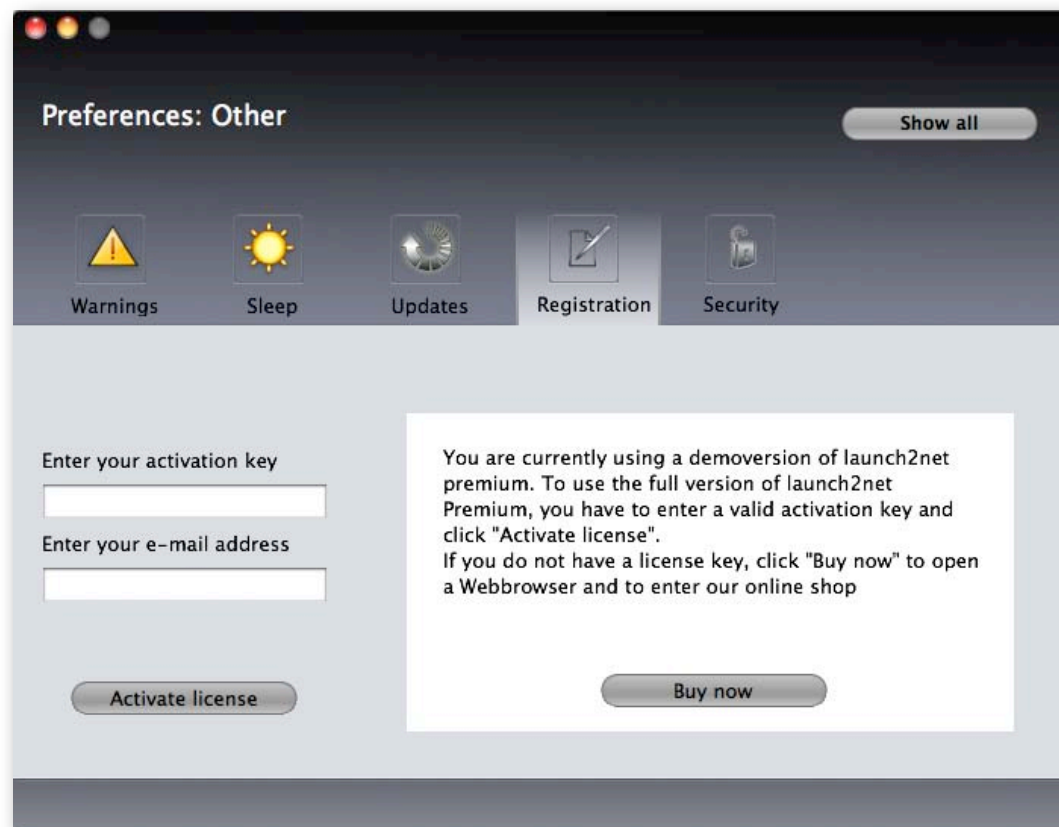 Preferences: Other
Show all
Warnings
Sleep
Updates
Registration
Security
Enter your activation key
Enter your e-mail address
Activate license
You are currently using a demoversion of launch2net
premium. To use the full version of launch2net
Premium, you have to enter a valid activation key and
click "Activate license".
If you do not have a license key, click "Buy now" to open
a Webbrowser and to enter our online shop
Buy now